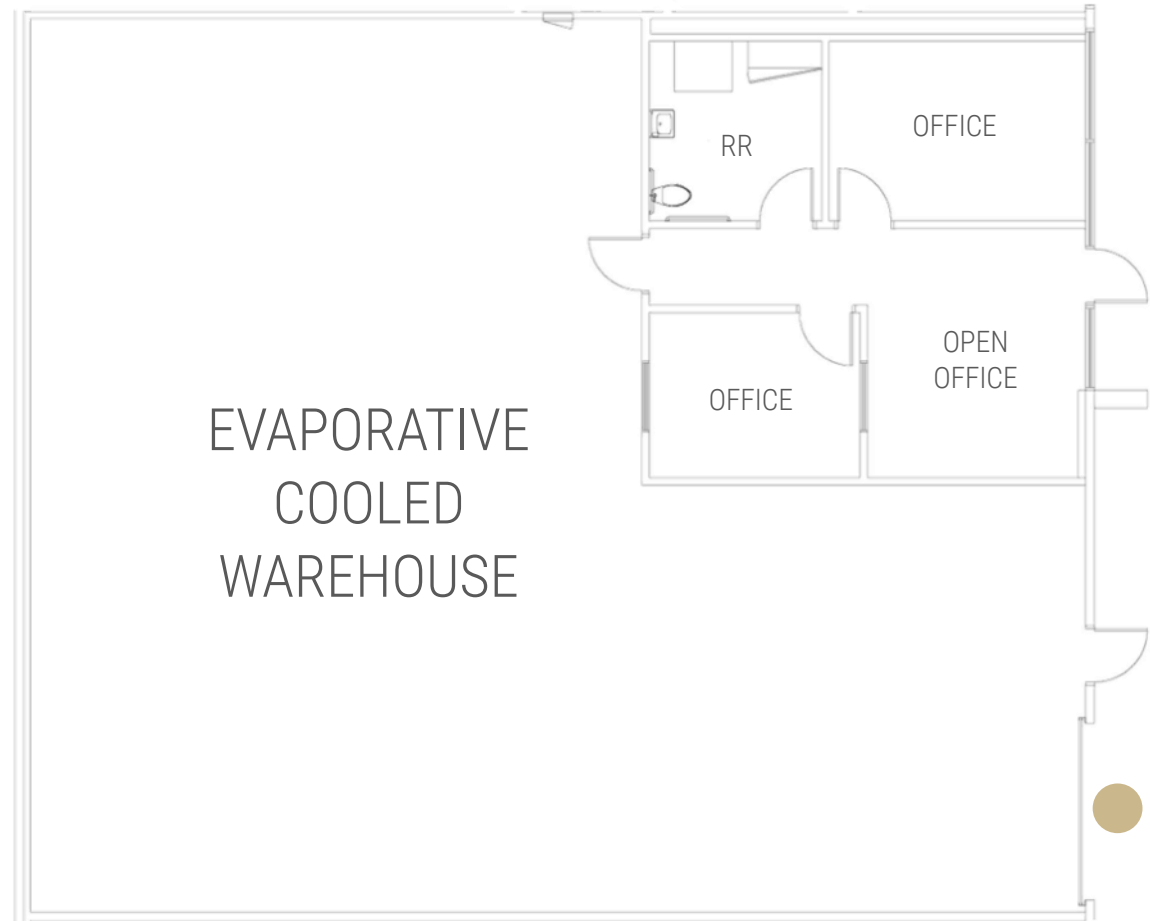 OFFICE
RR
OPEN
OFFICE
OFFICE
EVAPORATIVE
COOLED
WAREHOUSE